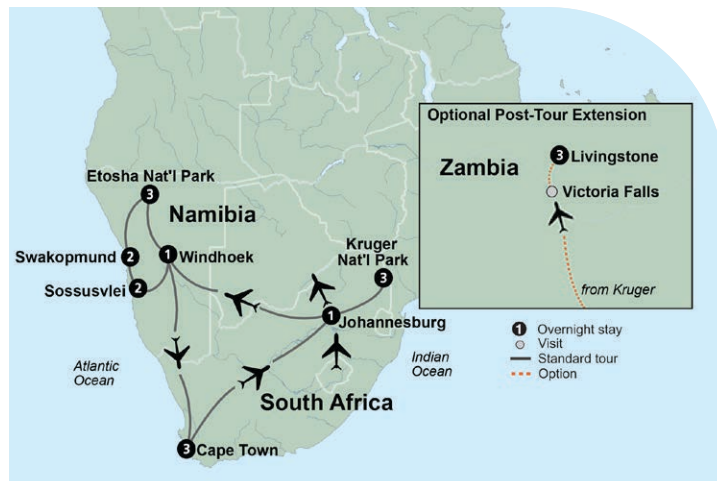 Optional Post-Tour Extension
3 Livingstone
Zambia
Victoria Falls
from Kruger
Etosha Nat'l Park
3
Namibia
Swakopmund 2
1 Windhoek
Kruger
Nat'l Park
3
Sossusvlei 2
1
Johannesburg
Atlantic
Ocean
Indian
Ocean
South Africa
3 Cape Town
1 Overnight stay
Visit
Standard tour
Option